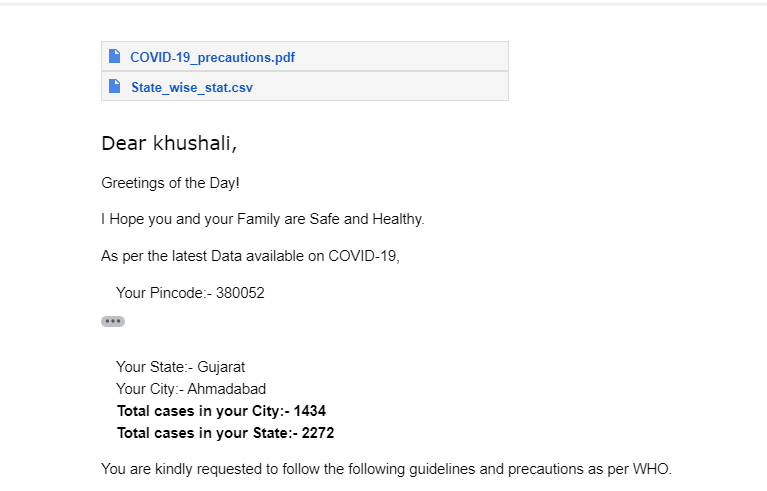 COVID-19_precautions.pdf
State_wise_stat.csv
Dear khushali,
Greetings of the Day!
I Hope you and your Family are Safe and Healthy.
As per the latest Data available on COVID-19,
Your Pincode:- 380052
Your State:- Gujarat
Your City:- Ahmadabad
Total cases in your City:- 1434
Total cases in your State:- 2272
You are kindly requested to follow the following guidelines and precautions as per WHO.